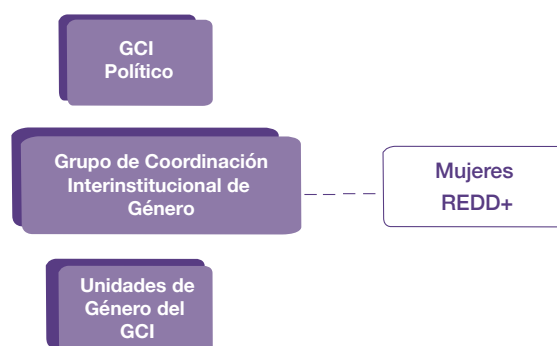 GCI
Político
Grupo de Coordinación
Interinstitucional de
Género
Mujeres
REDD+
Unidades de
Género del
GCI